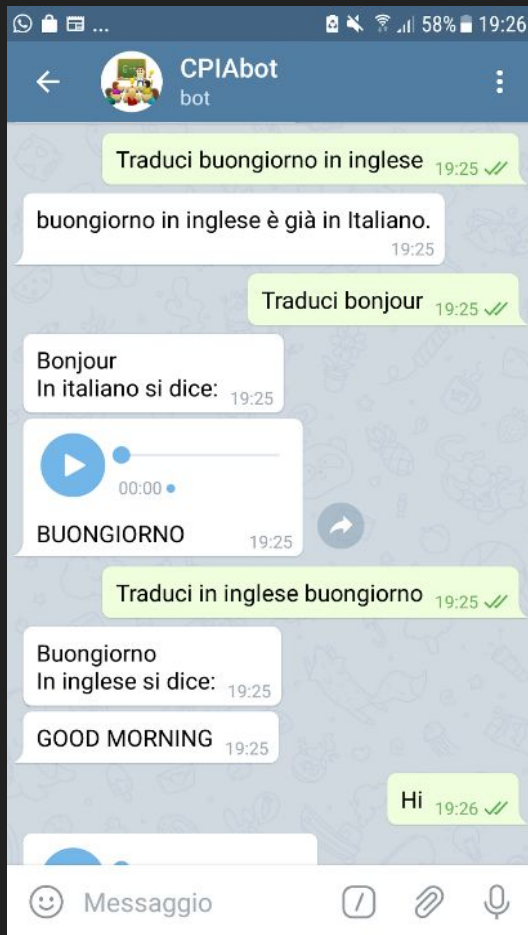 ... 58% 19:26
CPIAbot
bot
Traduci buongiorno in inglese 19:25
buongiorno in inglese è già in Italiano.
19:25
Traduci bonjour 19:25
Bonjour
In italiano si dice: 19:25
00:00
BUONGIORNO 19:25
Traduci in inglese buongiorno 19:25
Buongiorno
In inglese si dice: 19:25
GOOD MORNING 19:25
Hi 19:26
Messaggio